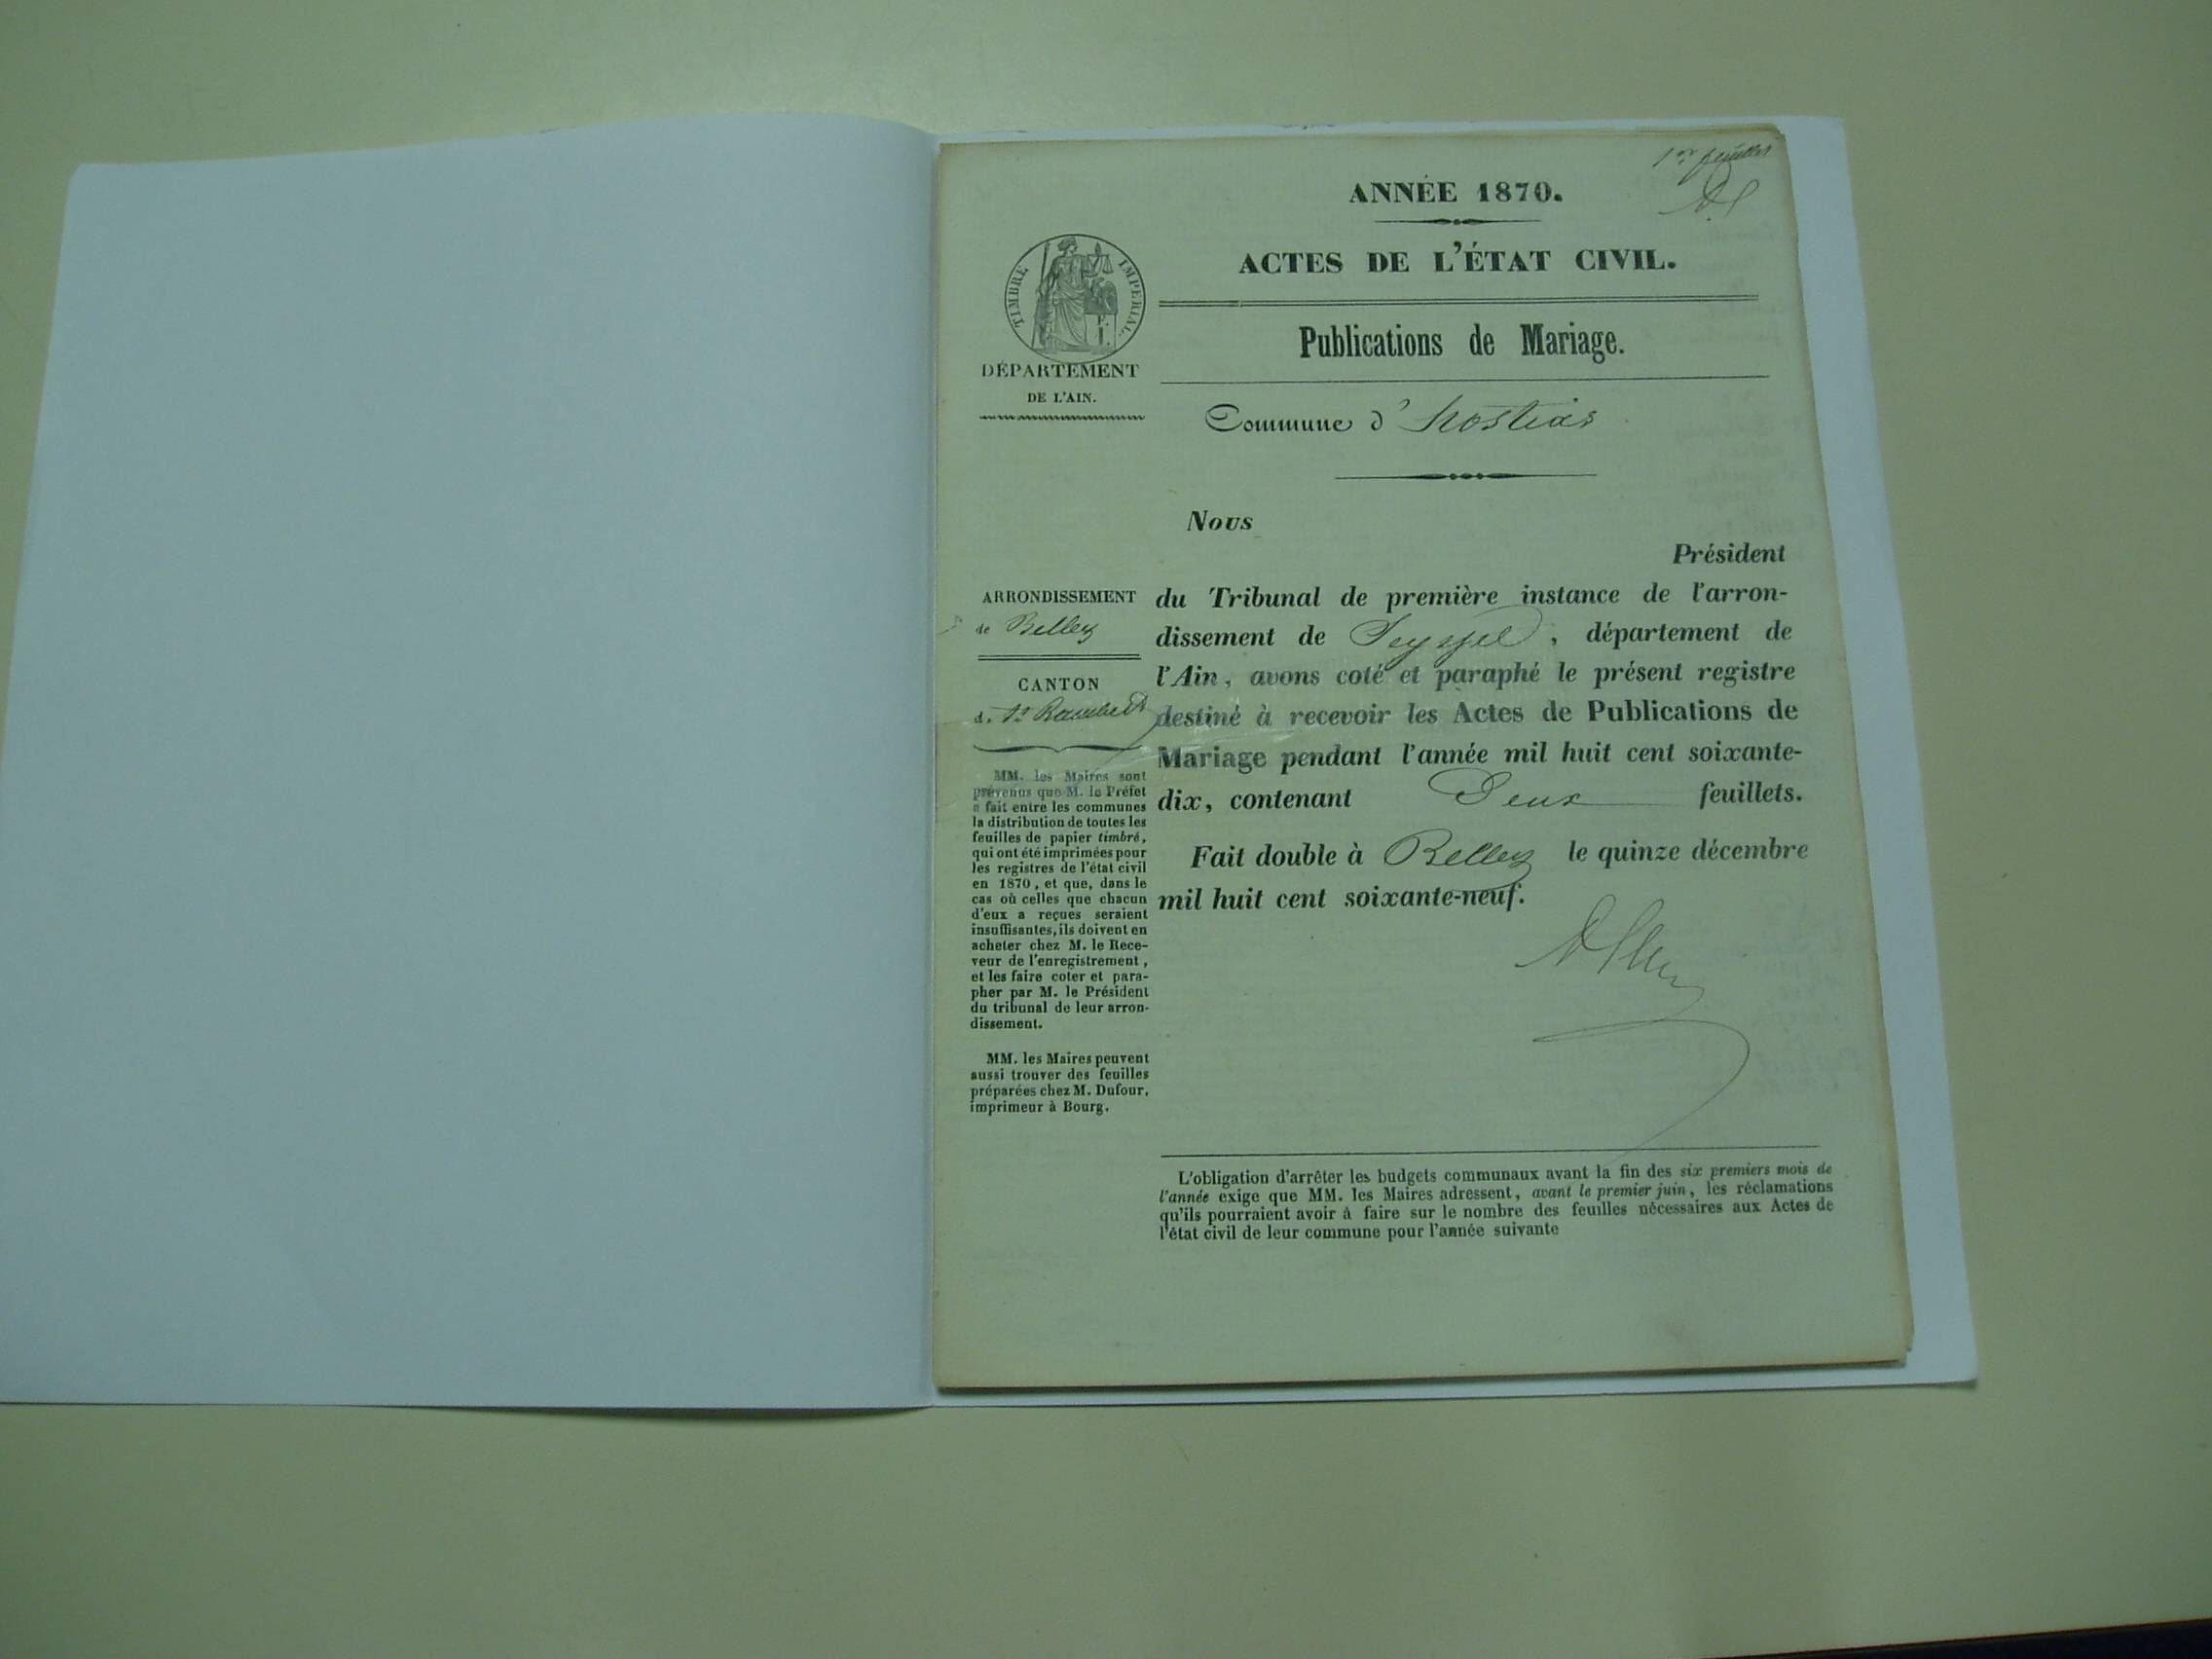 1er feuillet
ANNÉE 1870.
ACTES DE L'ÉTAT CIVIL.
TIMBRE IMPERIAL.
DÉPARTEMENT
DE L'AIN.
Publications de Mariage.
Commune d'hostias
Nous
Président
ARRONDISSEMENT
de Belley
CANTON
de St Rambert
du Tribunal de première instance de l'arron-
dissement de , département de
l'Ain, avons coté et paraphé le présent registre
destiné à recevoir les Actes de Publications de
Mariage pendant l'année mil huit cent soixante-
dix, contenant Deux feuillets.
Fait double à Belley le quinze décembre
mil huit cent soixante-neuf.
MM. les Maires sont
prévenus que M. le Préfet
a fait entre les communes
la distribution de toutes les
feuilles de papier timbré,
qui ont été imprimées pour
les registres de l'état civil
en 1870, et que, dans le
cas où celles que chacun
d'eux a reçues seraient
insuffisantes, ils doivent en
acheter chez M. le Rece-
veur de l'enregistrement,
et les faire coter et para-
pher par M. le Président
du tribunal de leur arron-
dissement.
MM. les Maires peuvent
aussi trouver des feuilles
préparées chez M. Dufour,
imprimeur à Bourg.
L'obligation d'arrêter les budgets communaux avant la fin des six premiers mois de
l'année exige que MM. les Maires adressent, avant le premier juin, les réclamations
qu'ils pourraient avoir à faire sur le nombre des feuilles nécessaires aux Actes de
l'état civil de leur commune pour l'année suivante